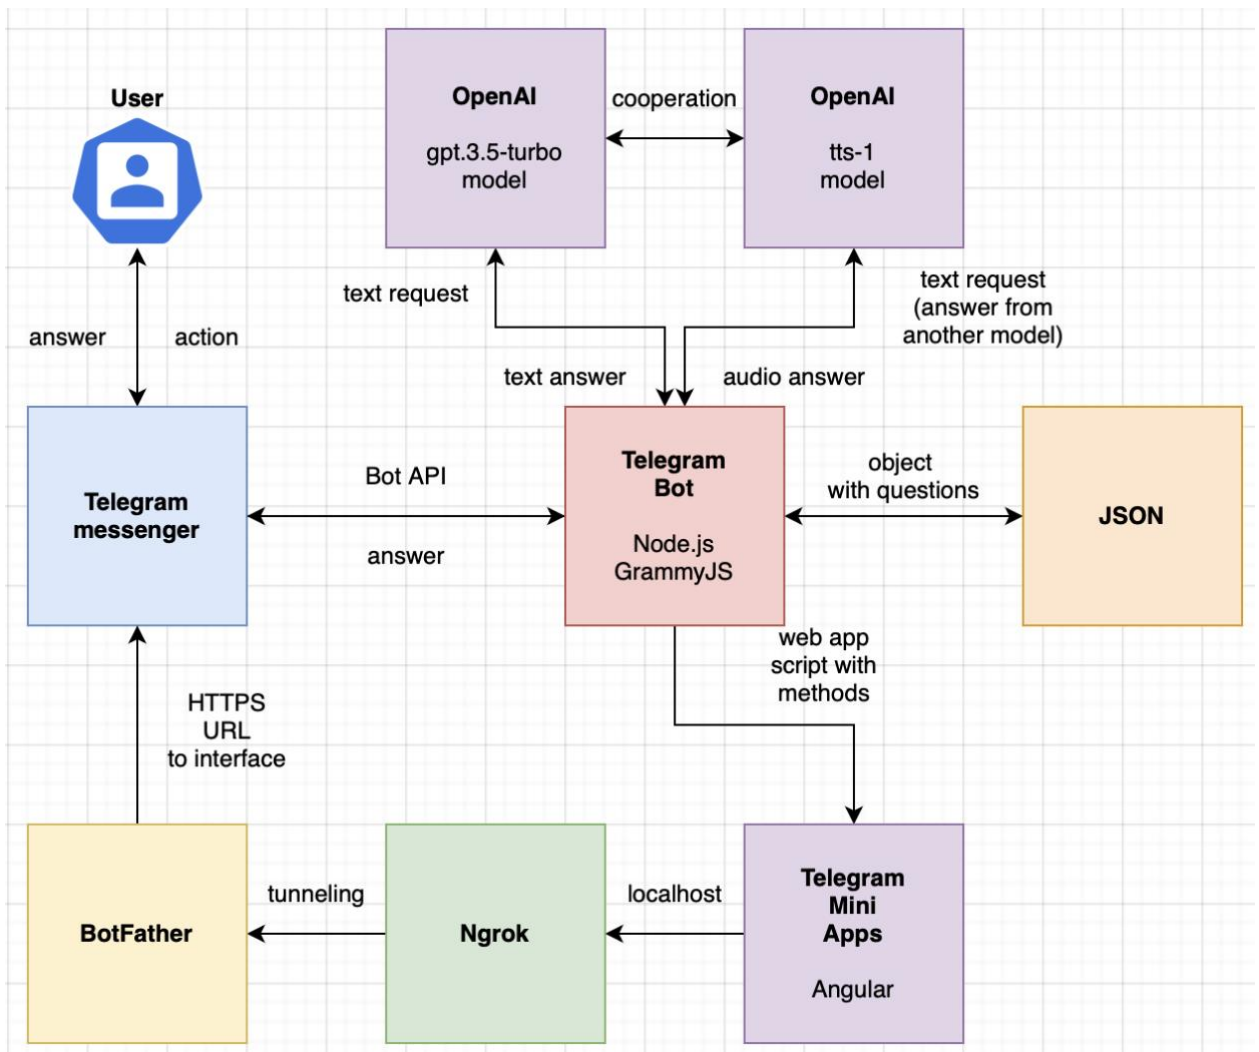 User
OpenAI
gpt.3.5-turbo
model
cooperation
OpenAI
tts-1
model
text request
text request
(answer from
another model)
answer
action
text answer
audio answer
Telegram
messenger
Bot API
answer
Telegram
Bot
Node.js
GrammyJS
object
with questions
JSON
web app
script with
methods
HTTPS
URL
to interface
BotFather
tunneling
Ngrok
localhost
Telegram
Mini
Apps
Angular